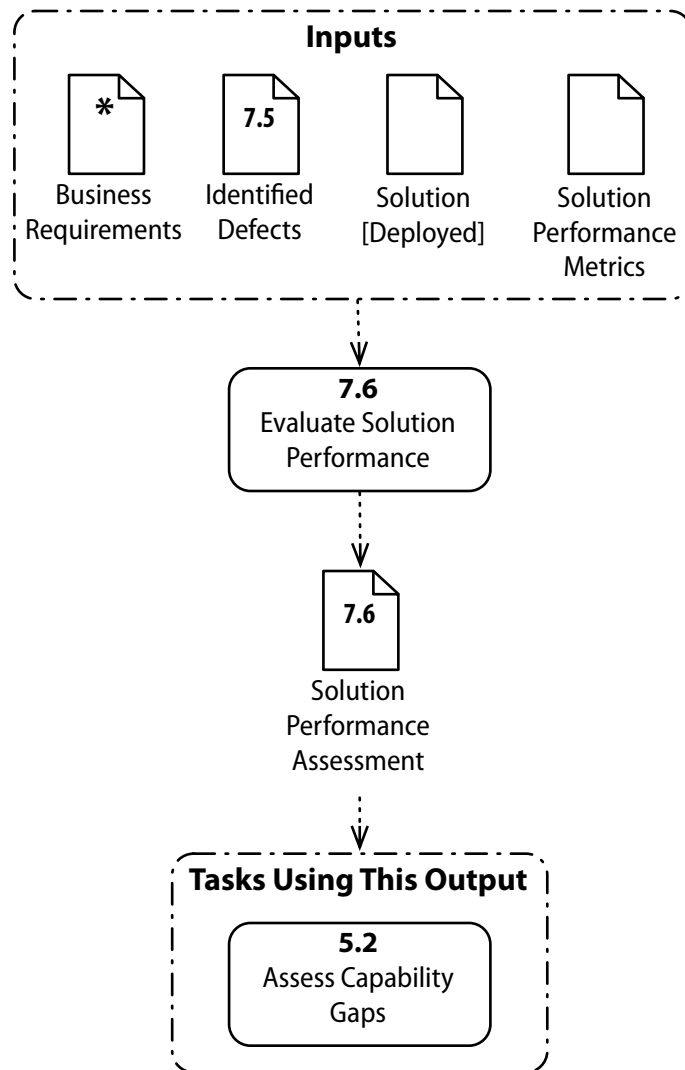 Inputs
*
Business
Requirements
7.5
Identified
Defects
Solution
[Deployed]
Solution
Performance
Metrics
7.6
Evaluate Solution
Performance
7.6
Solution
Performance
Assessment
Tasks Using This Output
5.2
Assess Capability
Gaps